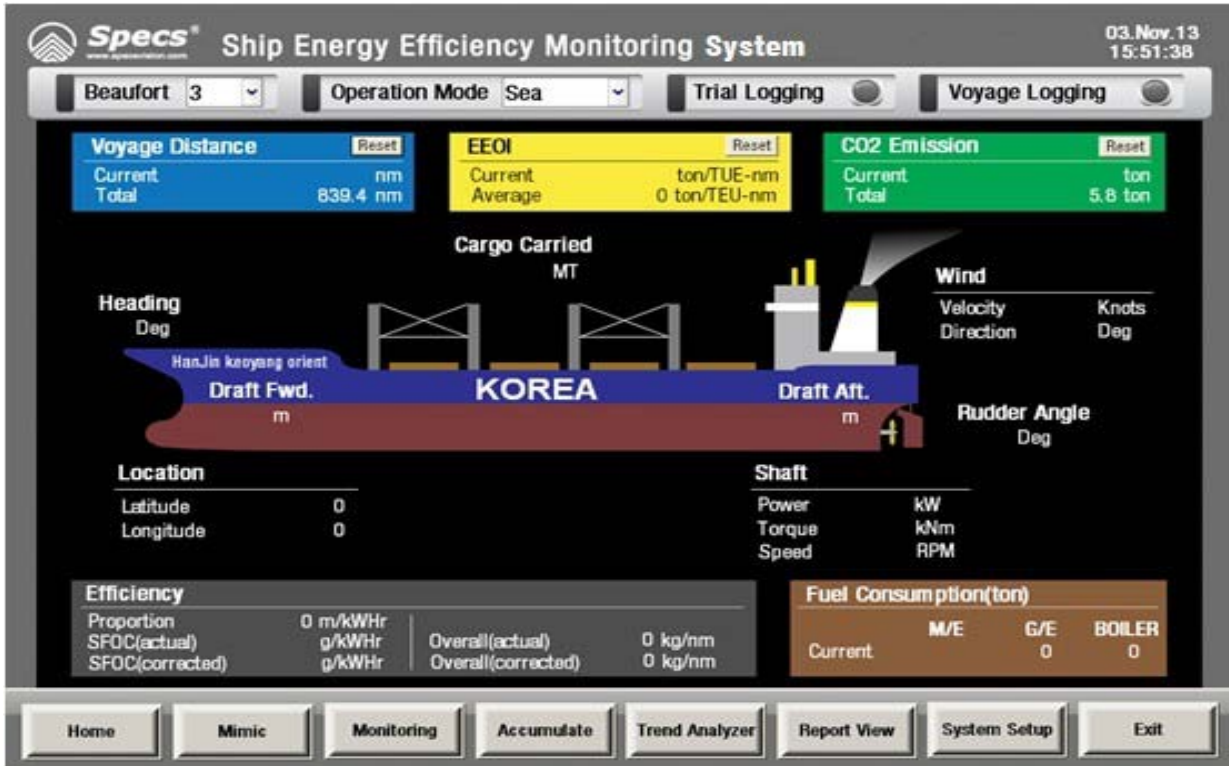 Specs® Ship Energy Efficiency Monitoring System
03.Nov.13
15:51:38
Beaufort 3 Operation Mode Sea Trial Logging Voyage Logging
Voyage Distance Reset
Current nm
Total 839.4 nm
EEOI Reset
Current ton/TUE-nm
Average 0 ton/TEU-nm
CO2 Emission Reset
Current ton
Total 5.8 ton
Cargo Carried
MT
Heading
Deg
Wind
Velocity Knots
Direction Deg
HanJin keoyang orient
Draft Fwd.
m
KOREA
Draft Aft.
m
Rudder Angle
Deg
Location
Latitude 0
Longitude 0
Shaft
Power kW
Torque kNm
Speed RPM
Efficiency
Proportion 0 m/kWHr
SFOC(actual) g/kWHr Overall(actual) 0 kg/nm
SFOC(corrected) g/kWHr Overall(corrected) 0 kg/nm
Fuel Consumption(ton)
M/E G/E BOILER
Current 0 0
Home Mimic Monitoring Accumulate Trend Analyzer Report View System Setup Exit